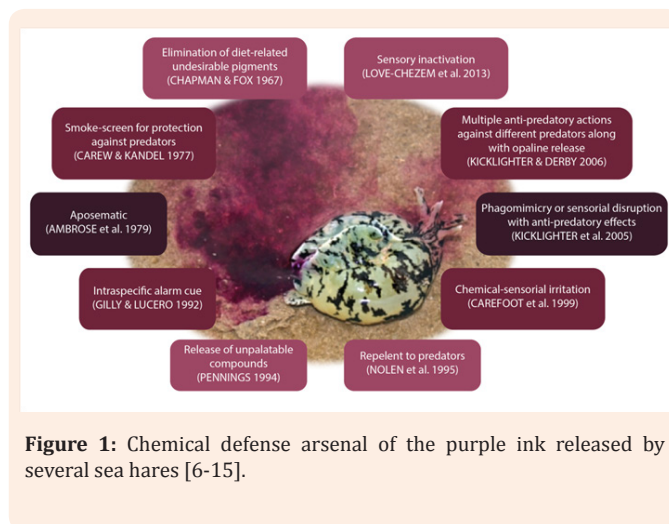 Elimination of diet-related
undesirable pigments
(CHAPMAN & FOX 1967)
Sensory inactivation
(LOVE-CHEZEM et al. 2013)
Smoke-screen for protection
against predators
(CAREW & KANDEL 1977)
Multiple anti-predatory actions
against different predators along
with opaline release
(KICKLIGHTER & DERBY 2006)
Aposematic
(AMBROSE et al. 1979)
Phagomimicry or sensorial disruption
with anti-predatory effects
(KICKLIGHTER et al. 2005)
Intraspecific alarm cue
(GILLY & LUCERO 1992)
Chemical-sensorial irritation
(CAREFOOT et al. 1999)
Release of unpalatable
compounds
(PENNINGS 1994)
Repelent to predators
(NOLEN et al. 1995)
Figure 1: Chemical defense arsenal of the purple ink released by
several sea hares [6-15].